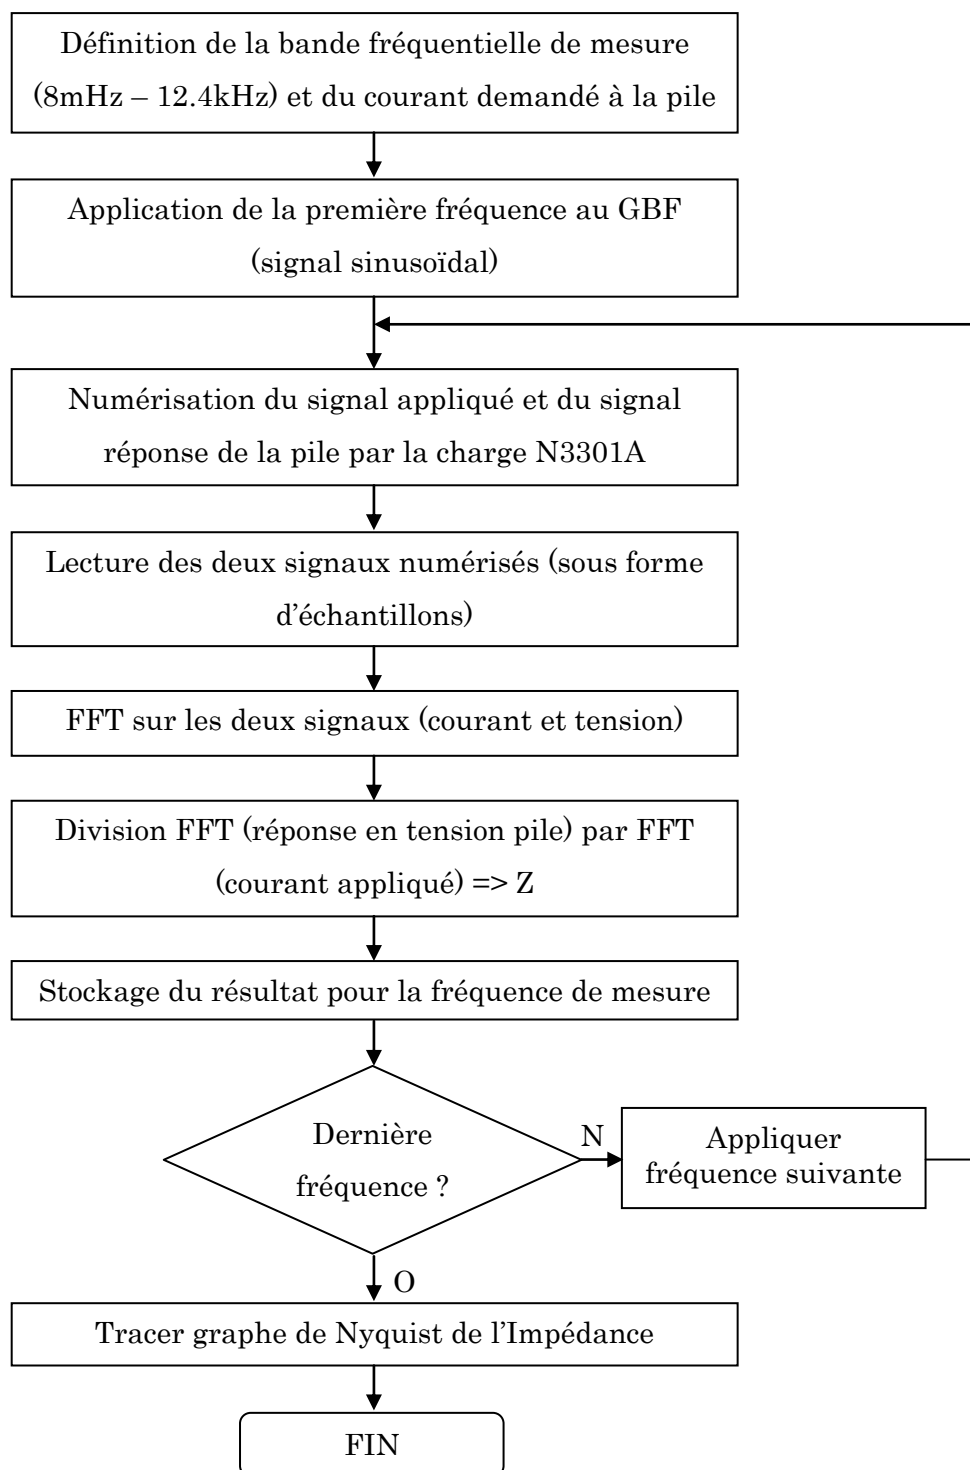 Définition de la bande fréquentielle de mesure
(8mHz – 12.4kHz) et du courant demandé à la pile
Application de la première fréquence au GBF
(signal sinusoïdal)
Numérisation du signal appliqué et du signal
réponse de la pile par la charge N3301A
Lecture des deux signaux numérisés (sous forme
d’échantillons)
FFT sur les deux signaux (courant et tension)
Division FFT (réponse en tension pile) par FFT
(courant appliqué) => Z
Stockage du résultat pour la fréquence de mesure
Dernière
fréquence ?
N
Appliquer
fréquence suivante
O
Tracer graphe de Nyquist de l’Impédance
FIN